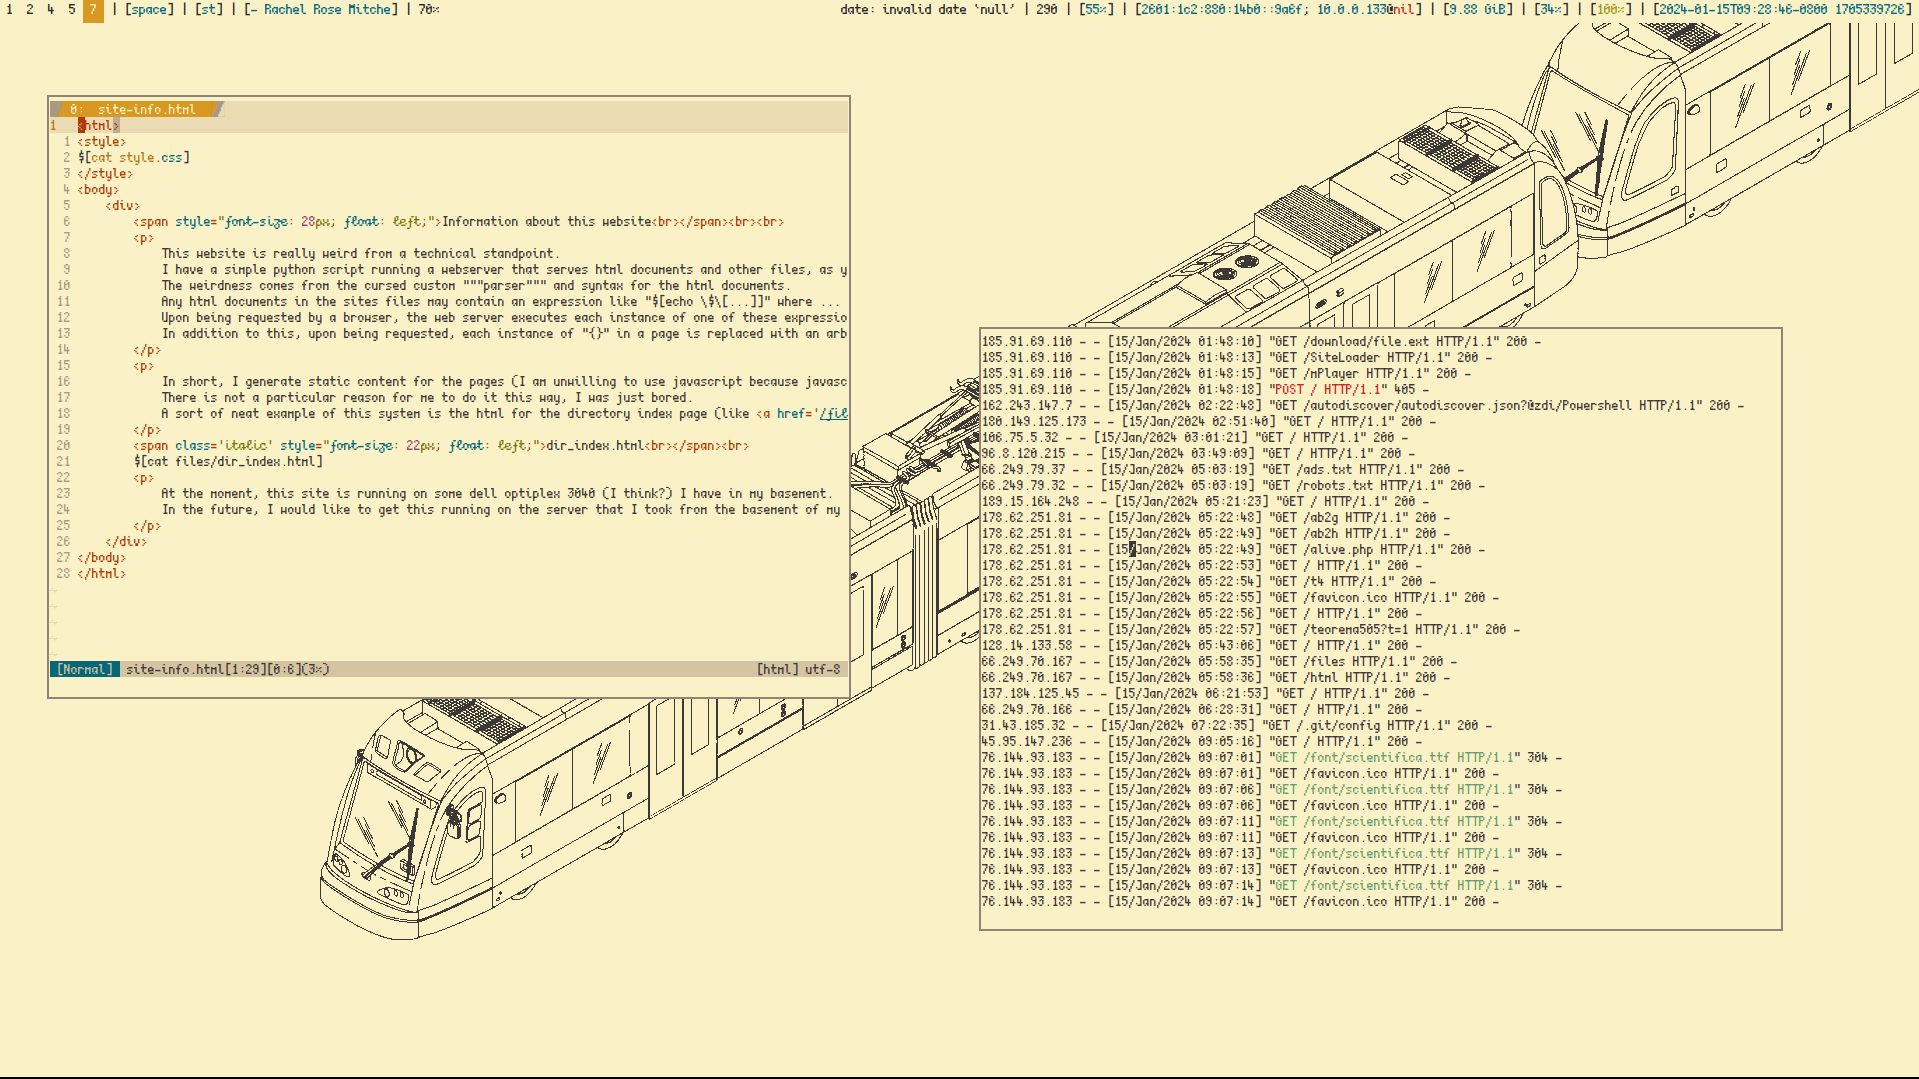 1 2 4 5 7 | [space] | [st] | [- Rachel Rose Mitche] | 70% date: invalid date 'null' | 290 | [55%] | [2601:1c2:880:14b0::9a6f; 10.0.0.133@nil] | [9.88 GiB] | [34%] | [100%] | [2024-01-15T09:28:46-0800 1705339726]
0: site-info.html
1 <html>
1 <style>
2 $[cat style.css]
3 </style>
4 <body>
5 <div>
6 <span style="font-size: 28px; float: left;">Information about this website<br></span><br><br>
7 <p>
8 This website is really weird from a technical standpoint.
9 I have a simple python script running a webserver that serves html documents and other files, as y
10 The weirdness comes from the cursed custom """parser""" and syntax for the html documents.
11 Any html documents in the sites files may contain an expression like "$[echo \$\[...]]" where ...
12 Upon being requested by a browser, the web server executes each instance of one of these expressio
13 In addition to this, upon being requested, each instance of "{}" in a page is replaced with an arb
14 </p>
15 <p>
16 In short, I generate static content for the pages (I am unwilling to use javascript because javasc
17 There is not a particular reason for me to do it this way, I was just bored.
18 A sort of neat example of this system is the html for the directory index page (like <a href='/fil
19 </p>
20 <span class='italic' style="font-size: 22px; float: left;">dir_index.html<br></span><br>
21 $[cat files/dir_index.html]
22 <p>
23 At the moment, this site is running on some dell optiplex 3040 (I think?) I have in my basement.
24 In the future, I would like to get this running on the server that I took from the basement of my
25 </p>
26 </div>
27 </body>
28 </html>
~
~
~
~
~
[Normal] site-info.html[1:29][0:6](3%) [html] utf-8
185.91.69.110 - - [15/Jan/2024 01:48:10] "GET /download/file.ext HTTP/1.1" 200 -
185.91.69.110 - - [15/Jan/2024 01:48:13] "GET /SiteLoader HTTP/1.1" 200 -
185.91.69.110 - - [15/Jan/2024 01:48:15] "GET /mPlayer HTTP/1.1" 200 -
185.91.69.110 - - [15/Jan/2024 01:48:18] "POST / HTTP/1.1" 405 -
162.243.147.7 - - [15/Jan/2024 02:22:48] "GET /autodiscover/autodiscover.json?@zdi/Powershell HTTP/1.1" 200 -
180.149.125.173 - - [15/Jan/2024 02:51:40] "GET / HTTP/1.1" 200 -
106.75.5.32 - - [15/Jan/2024 03:01:21] "GET / HTTP/1.1" 200 -
96.8.120.215 - - [15/Jan/2024 03:49:09] "GET / HTTP/1.1" 200 -
66.249.79.37 - - [15/Jan/2024 05:03:19] "GET /ads.txt HTTP/1.1" 200 -
66.249.79.32 - - [15/Jan/2024 05:03:19] "GET /robots.txt HTTP/1.1" 200 -
189.15.164.248 - - [15/Jan/2024 05:21:23] "GET / HTTP/1.1" 200 -
178.62.251.81 - - [15/Jan/2024 05:22:48] "GET /ab2g HTTP/1.1" 200 -
178.62.251.81 - - [15/Jan/2024 05:22:49] "GET /ab2h HTTP/1.1" 200 -
178.62.251.81 - - [15/Jan/2024 05:22:49] "GET /alive.php HTTP/1.1" 200 -
178.62.251.81 - - [15/Jan/2024 05:22:53] "GET / HTTP/1.1" 200 -
178.62.251.81 - - [15/Jan/2024 05:22:54] "GET /t4 HTTP/1.1" 200 -
178.62.251.81 - - [15/Jan/2024 05:22:55] "GET /favicon.ico HTTP/1.1" 200 -
178.62.251.81 - - [15/Jan/2024 05:22:56] "GET / HTTP/1.1" 200 -
178.62.251.81 - - [15/Jan/2024 05:22:57] "GET /teorema505?t=1 HTTP/1.1" 200 -
128.14.133.58 - - [15/Jan/2024 05:43:06] "GET / HTTP/1.1" 200 -
66.249.70.167 - - [15/Jan/2024 05:58:35] "GET /files HTTP/1.1" 200 -
66.249.70.167 - - [15/Jan/2024 05:58:36] "GET /html HTTP/1.1" 200 -
137.184.125.45 - - [15/Jan/2024 06:21:53] "GET / HTTP/1.1" 200 -
66.249.70.166 - - [15/Jan/2024 06:28:31] "GET / HTTP/1.1" 200 -
31.43.185.32 - - [15/Jan/2024 07:22:35] "GET /.git/config HTTP/1.1" 200 -
45.95.147.236 - - [15/Jan/2024 09:05:16] "GET / HTTP/1.1" 200 -
76.144.93.183 - - [15/Jan/2024 09:07:01] "GET /font/scientifica.ttf HTTP/1.1" 304 -
76.144.93.183 - - [15/Jan/2024 09:07:01] "GET /favicon.ico HTTP/1.1" 200 -
76.144.93.183 - - [15/Jan/2024 09:07:06] "GET /font/scientifica.ttf HTTP/1.1" 304 -
76.144.93.183 - - [15/Jan/2024 09:07:06] "GET /favicon.ico HTTP/1.1" 200 -
76.144.93.183 - - [15/Jan/2024 09:07:11] "GET /font/scientifica.ttf HTTP/1.1" 304 -
76.144.93.183 - - [15/Jan/2024 09:07:11] "GET /favicon.ico HTTP/1.1" 200 -
76.144.93.183 - - [15/Jan/2024 09:07:13] "GET /font/scientifica.ttf HTTP/1.1" 304 -
76.144.93.183 - - [15/Jan/2024 09:07:13] "GET /favicon.ico HTTP/1.1" 200 -
76.144.93.183 - - [15/Jan/2024 09:07:14] "GET /font/scientifica.ttf HTTP/1.1" 304 -
76.144.93.183 - - [15/Jan/2024 09:07:14] "GET /favicon.ico HTTP/1.1" 200 -